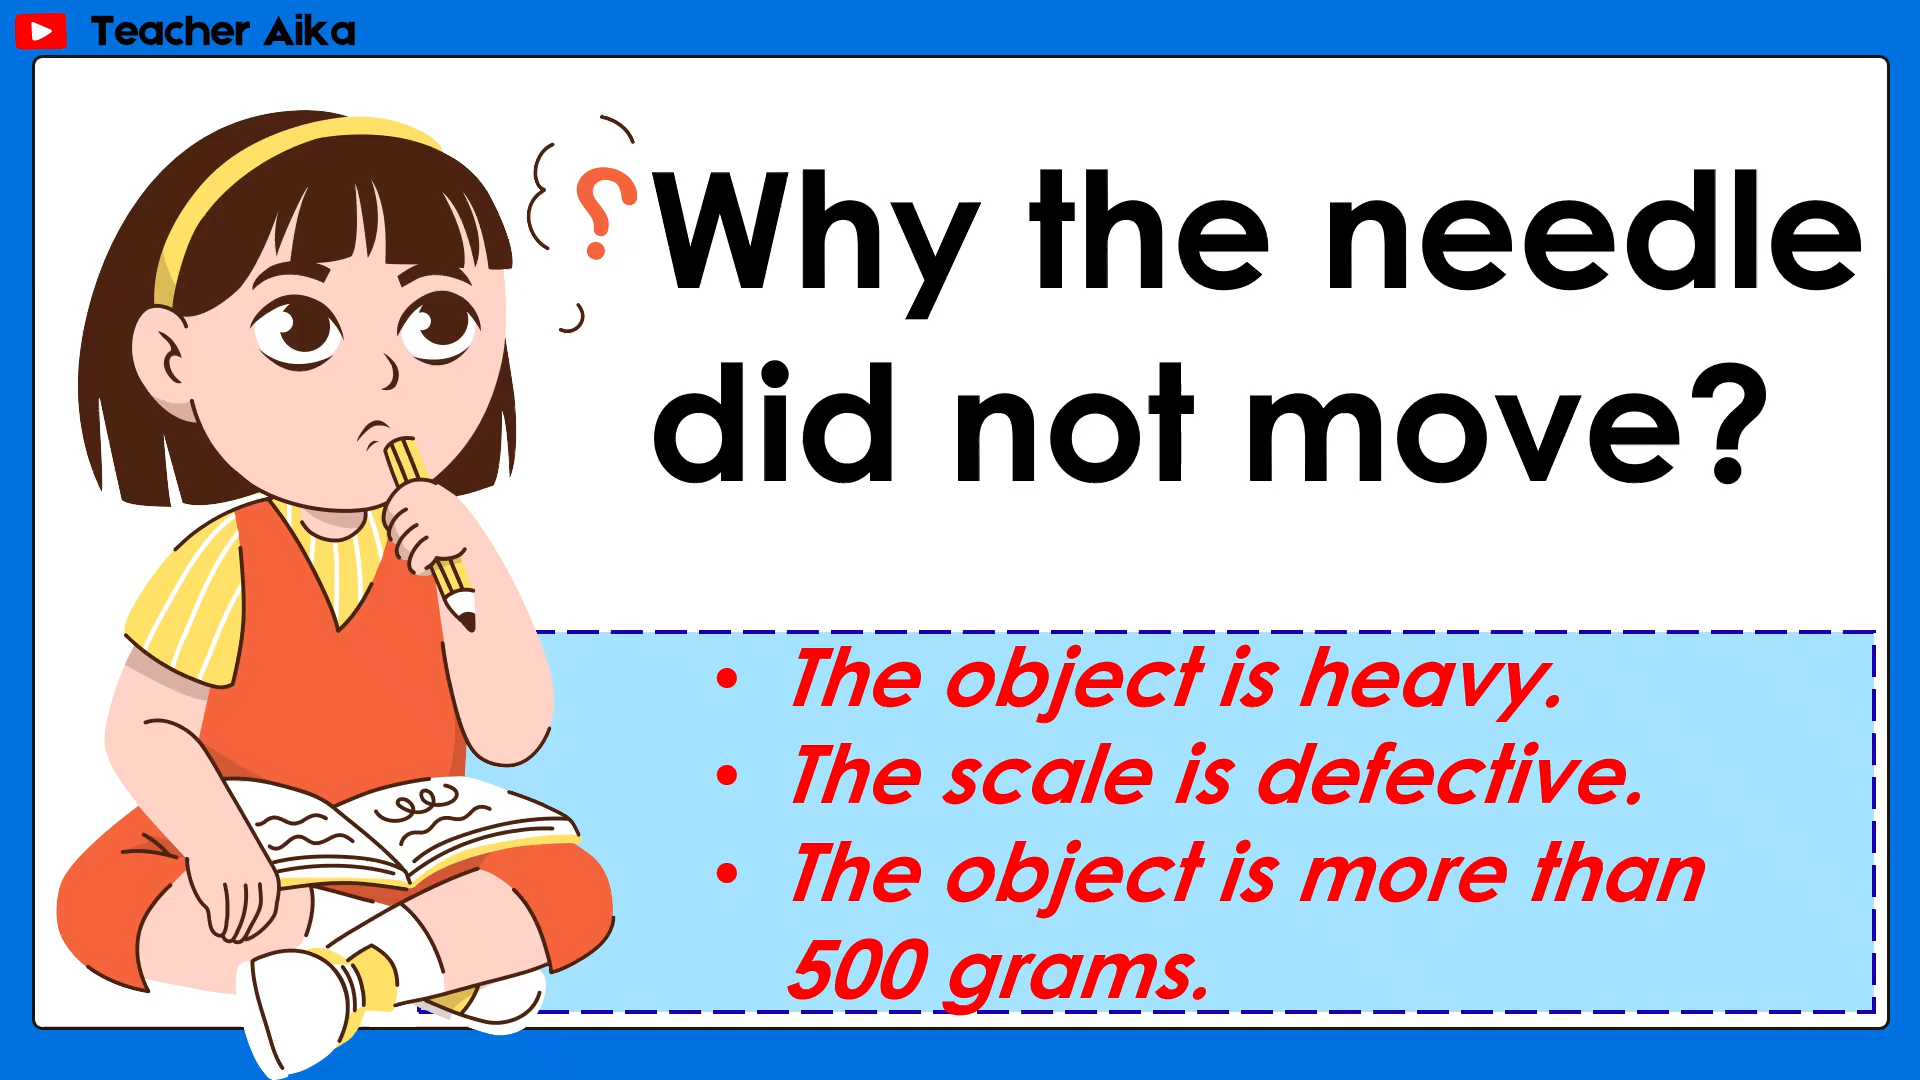 Teacher Aika
?
Why the needle
did not move?
• The object is heavy.
• The scale is defective.
• The object is more than
500 grams.